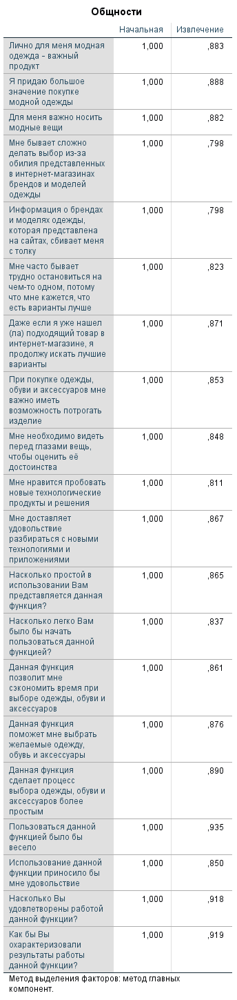 Общности
Начальная Извлечение
Лично для меня модная 1,000 ,883
одежда – важный
продукт
Я придаю большое 1,000 ,888
значение покупке
модной одежды
Для меня важно носить 1,000 ,882
модные вещи
Мне бывает сложно 1,000 ,798
делать выбор из-за
обилия представленных
в интернет-магазинах
брендов и моделей
одежды
Информация о брендах 1,000 ,798
и моделях одежды,
которая представлена
на сайтах, сбивает меня
с толку
Мне часто бывает 1,000 ,823
трудно остановиться на
чем-то одном, потому
что мне кажется, что
есть варианты лучше
Даже если я уже нашел 1,000 ,871
(ла) подходящий товар в
интернет-магазине, я
продолжу искать лучшие
варианты
При покупке одежды, 1,000 ,853
обуви и аксессуаров мне
важно иметь
возможность потрогать
изделие
Мне необходимо видеть 1,000 ,848
перед глазами вещь,
чтобы оценить её
достоинства
Мне нравится пробовать 1,000 ,811
новые технологические
продукты и решения
Мне доставляет 1,000 ,867
удовольствие
разбираться с новыми
технологиями и
приложениями
Насколько простой в 1,000 ,865
использовании Вам
представляется данная
функция?
Насколько легко Вам 1,000 ,837
было бы начать
пользоваться данной
функцией?
Данная функция 1,000 ,861
позволит мне
сэкономить время при
выборе одежды, обуви и
аксессуаров
Данная функция 1,000 ,876
поможет мне выбрать
желаемые одежду,
обувь и аксессуары
Данная функция 1,000 ,890
сделает процесс
выбора одежды, обуви и
аксессуаров более
простым
Пользоваться данной 1,000 ,935
функцией было бы
весело
Использование данной 1,000 ,850
функции приносило бы
мне удовольствие
Насколько Вы 1,000 ,918
удовлетворены работой
данной функции?
Как бы Вы 1,000 ,919
охарактеризовали
результаты работы
данной функции?
Метод выделения факторов: метод главных
компонент.